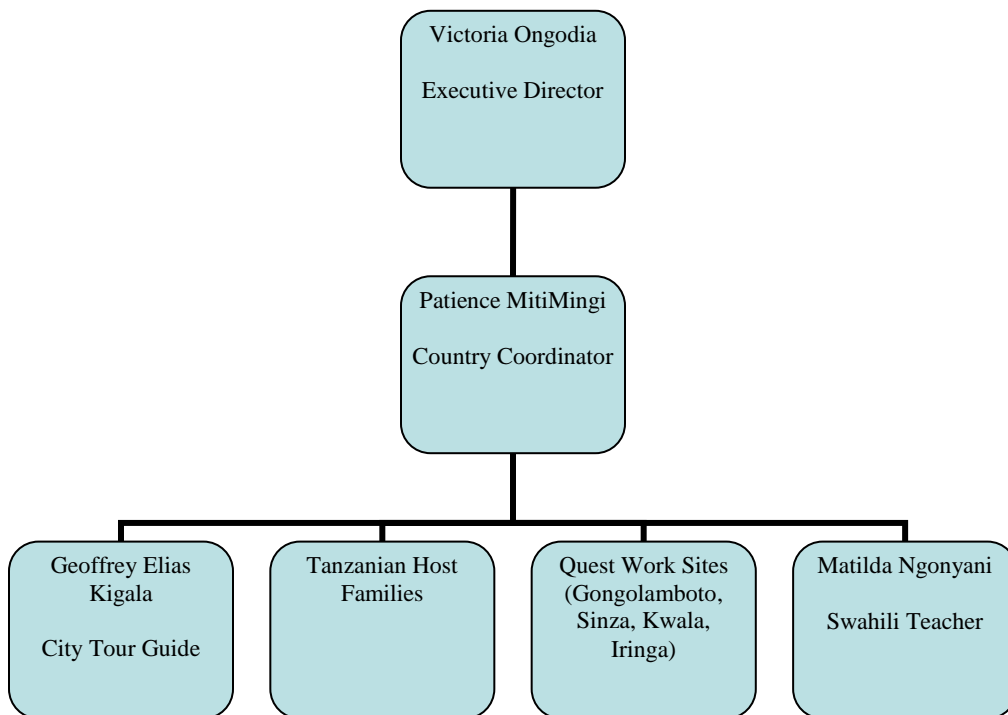 Victoria Ongodia
Executive Director
Patience MitiMingi
Country Coordinator
Geoffrey Elias
Kigala
City Tour Guide
Tanzanian Host
Families
Quest Work Sites
(Gongolamboto,
Sinza, Kwala,
Iringa)
Matilda Ngonyani
Swahili Teacher